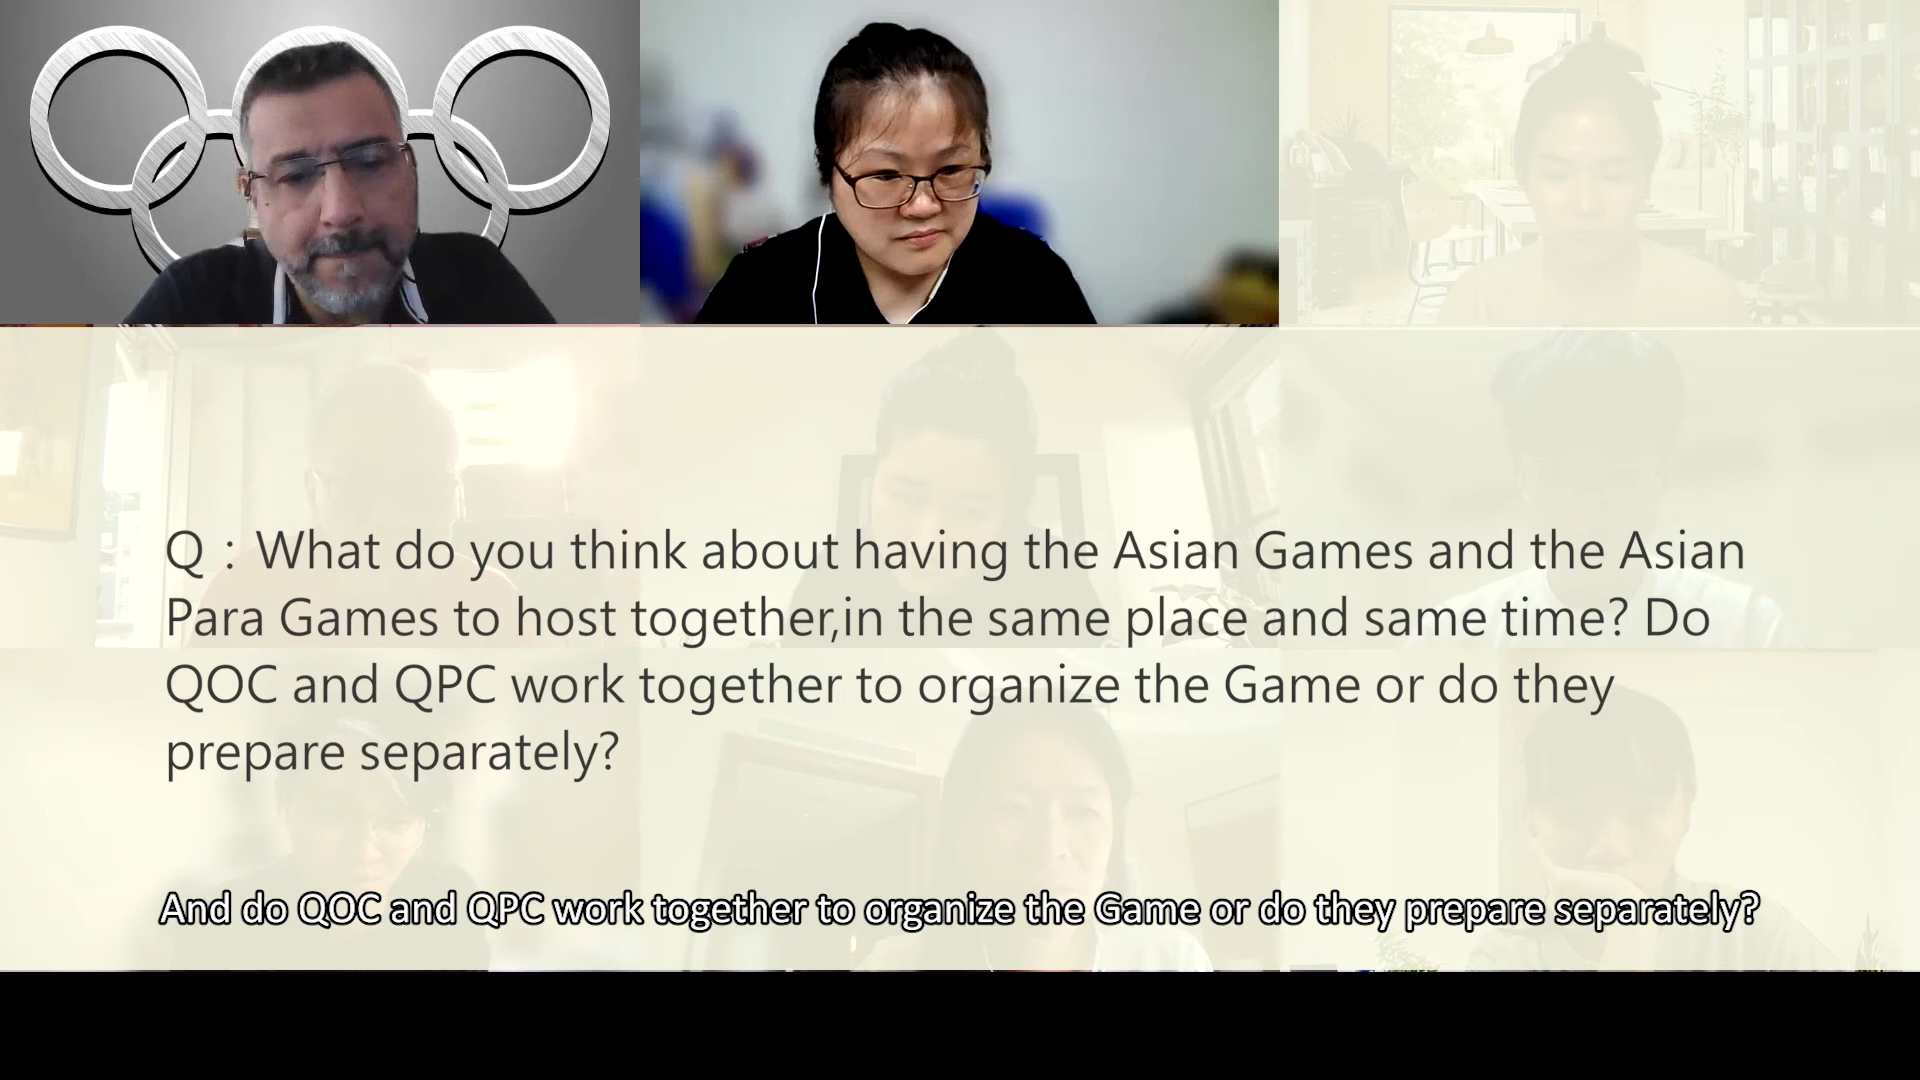 Q：What do you think about having the Asian Games and the Asian
Para Games to host together,in the same place and same time? Do
QOC and QPC work together to organize the Game or do they
prepare separately?
And do QOC and QPC work together to organize the Game or do they prepare separately?